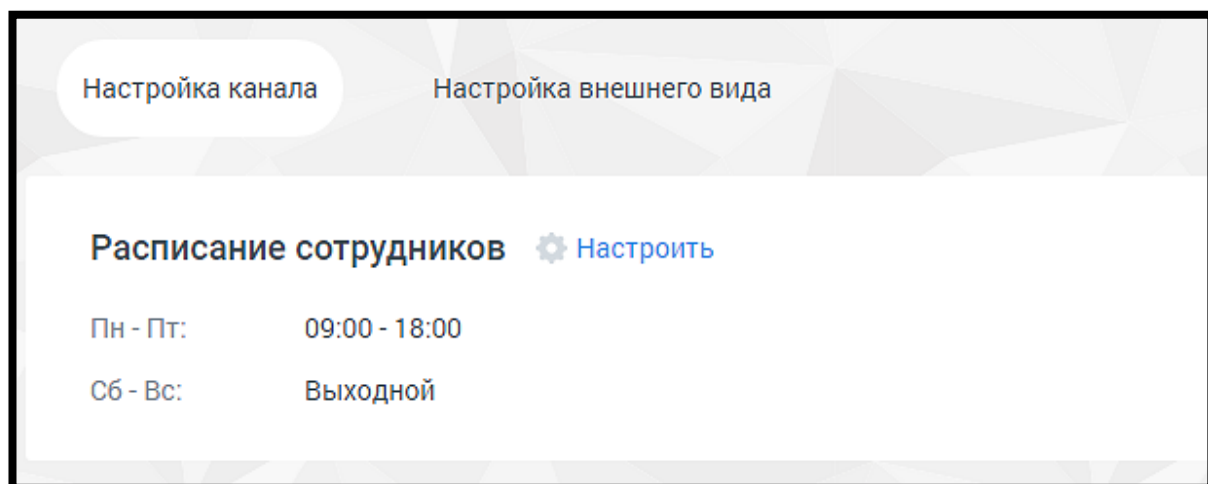 Настройка канала Настройка внешнего вида
Расписание сотрудников Настроить
Пн - Пт: 09:00 - 18:00
Сб - Вс: Выходной